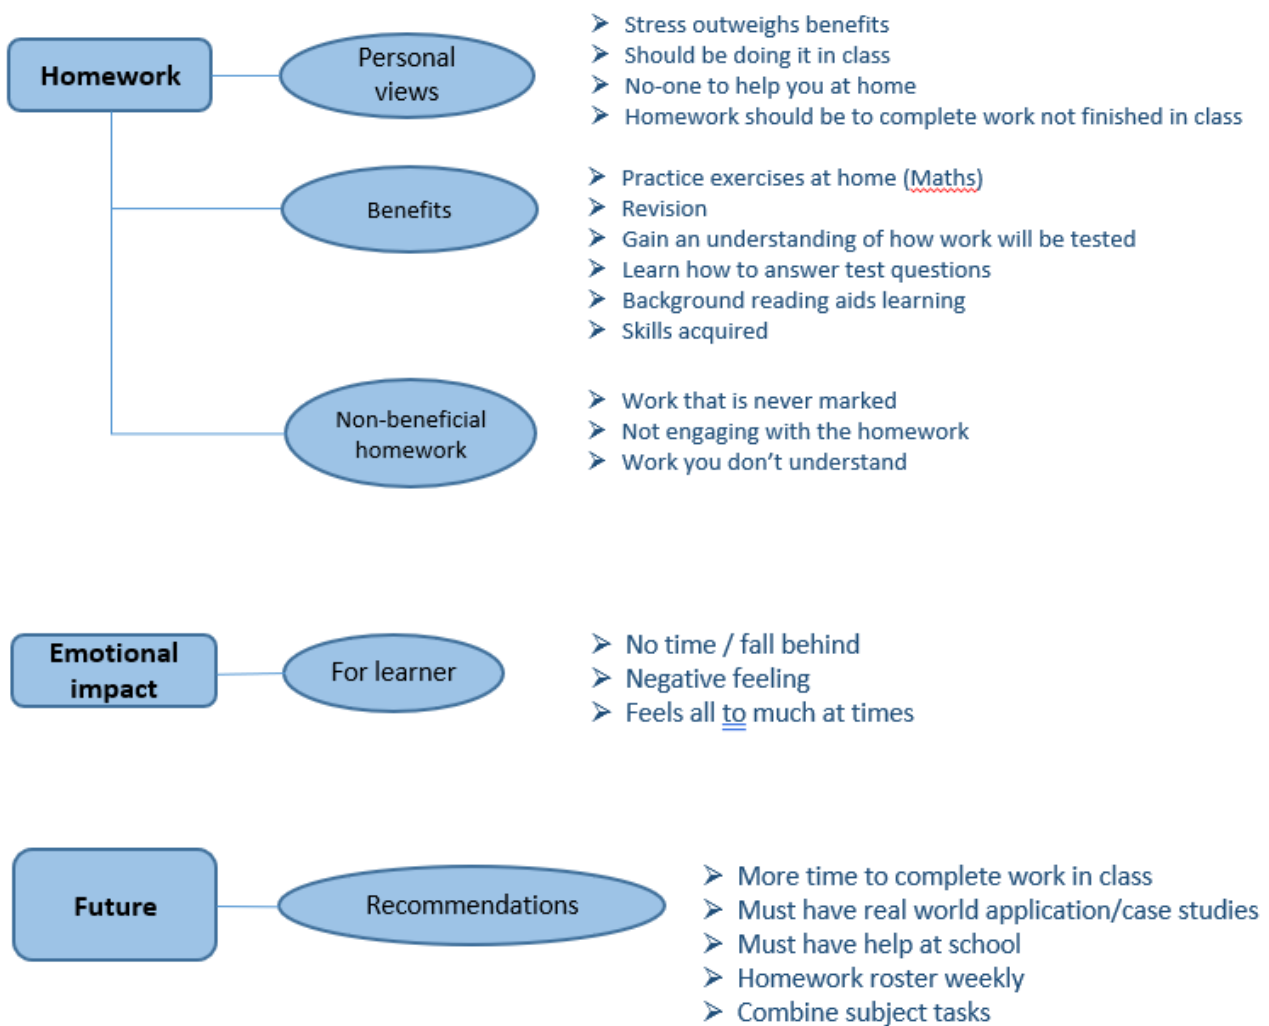 Homework
Personal
views
➤ Stress outweighs benefits
➤ Should be doing it in class
➤ No-one to help you at home
➤ Homework should be to complete work not finished in class
Benefits
➤ Practice exercises at home (Maths)
➤ Revision
➤ Gain an understanding of how work will be tested
➤ Learn how to answer test questions
➤ Background reading aids learning
➤ Skills acquired
Non-beneficial
homework
➤ Work that is never marked
➤ Not engaging with the homework
➤ Work you don’t understand
Emotional
impact
For learner
➤ No time / fall behind
➤ Negative feeling
➤ Feels all to much at times
Future
Recommendations
➤ More time to complete work in class
➤ Must have real world application/case studies
➤ Must have help at school
➤ Homework roster weekly
➤ Combine subject tasks